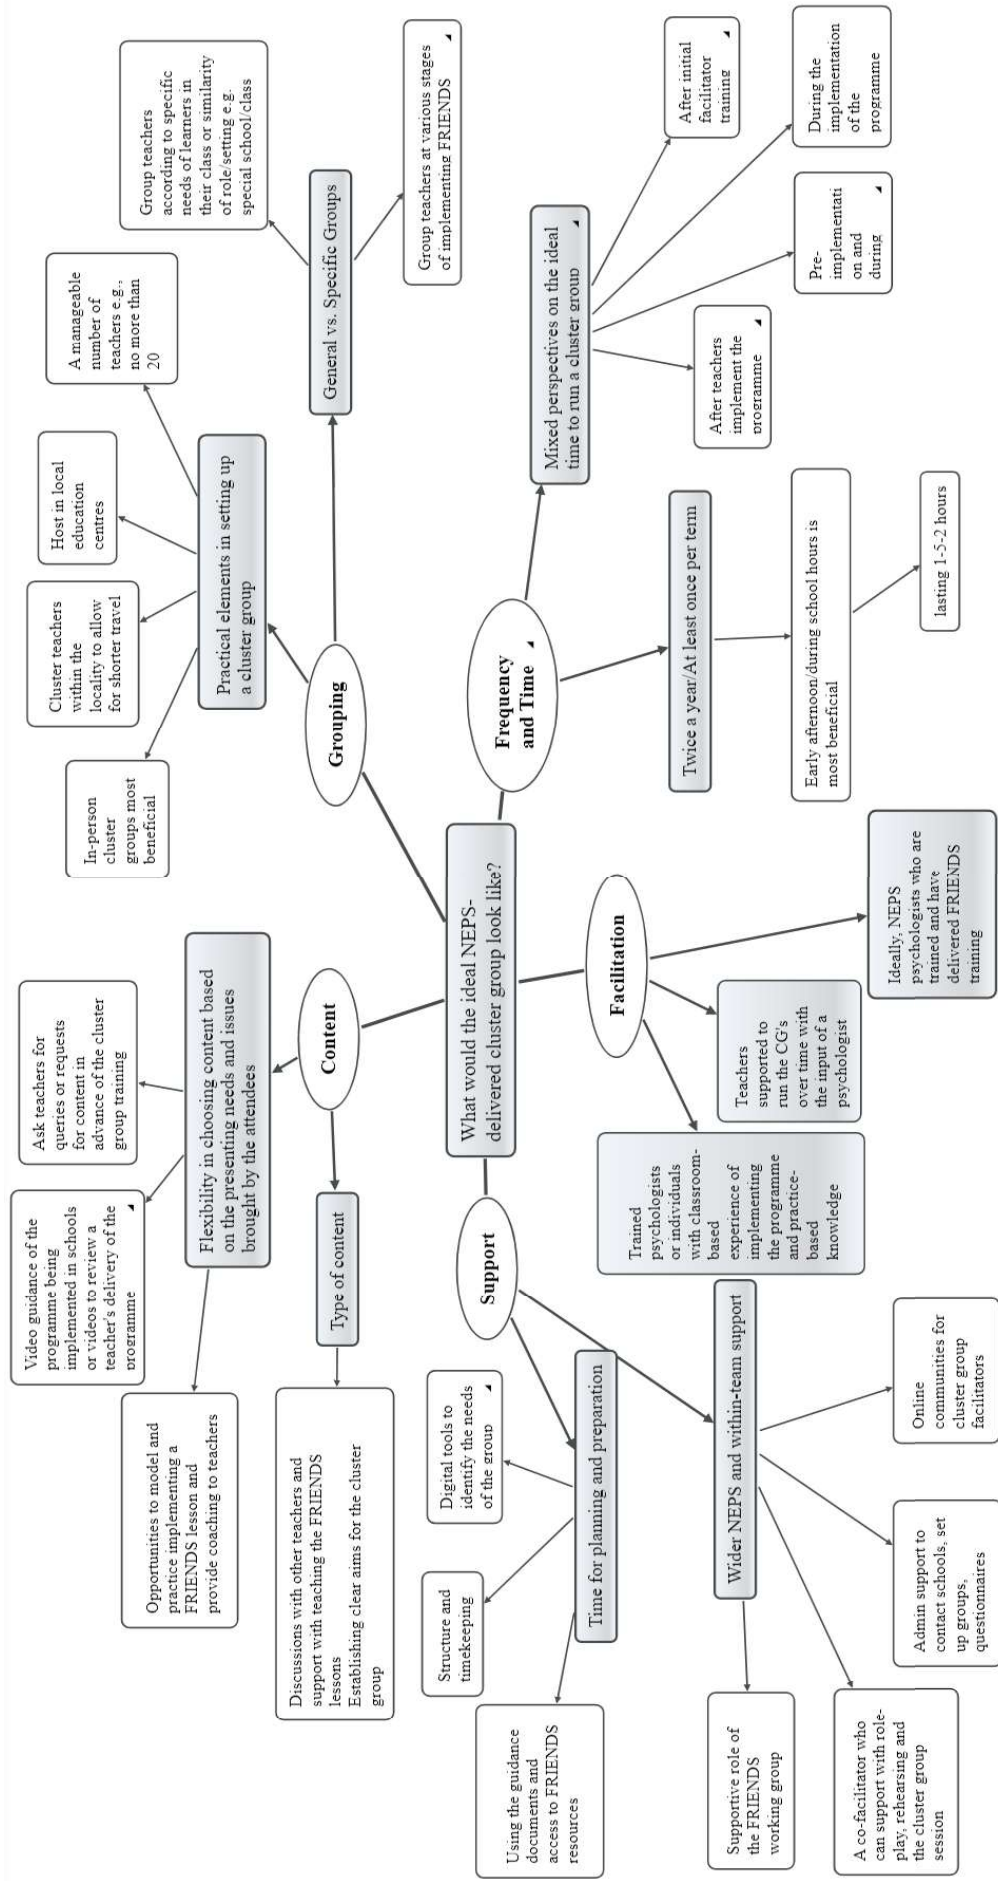 What would the ideal NEPS-
delivered cluster group look like?
Content
Flexibility in choosing content based
on the presenting needs and issues
brought by the attendees
Ask teachers for
queries or requests
for content in
advance of the cluster
group training
Video guidance of the
programme being
implemented in schools
or videos to review a
teacher's delivery of the
programme
Opportunities to model and
practice implementing a
FRIENDS lesson and
provide coaching to teachers
Type of content
Discussions with other teachers and
support with teaching the FRIENDS
lessons
Establishing clear aims for the cluster
group
Grouping
Practical elements in setting up
a cluster group
In-person
cluster
groups most
beneficial
Cluster teachers
within the
locality to allow
for shorter travel
Host in local
education
centres
A manageable
number of
teachers e.g.,
no more than
20
General vs. Specific Groups
Group teachers
according to specific
needs of learners in
their class or similarity
of role/setting e.g.
special school/class
Group teachers at various stages
of implementing FRIENDS
Frequency
and Time
Mixed perspectives on the ideal
time to run a cluster group
After teachers
implement the
programme
Pre-
implementati
on and
during
During the
implementation
of the
programme
After initial
facilitator
training
Twice a year/At least once per term
Early afternoon/during school hours is
most beneficial
lasting 1-5-2 hours
Facilitation
Trained
psychologists
or individuals
with classroom-
based
experience of
implementing
the programme
and practice-
based
knowledge
Teachers
supported to
run the CG's
over time with
the input of a
psychologist
Ideally, NEPS
psychologists who are
trained and have
delivered FRIENDS
training
Support
Time for planning and preparation
Digital tools to
identify the needs
of the group
Structure and
timekeeping
Using the guidance
documents and
access to FRIENDS
resources
Wider NEPS and within-team support
Supportive role of
the FRIENDS
working group
A co-facilitator who
can support with role-
play, rehearsing and
the cluster group
session
Admin support to
contact schools, set
up groups,
questionnaires
Online
communities for
cluster group
facilitators